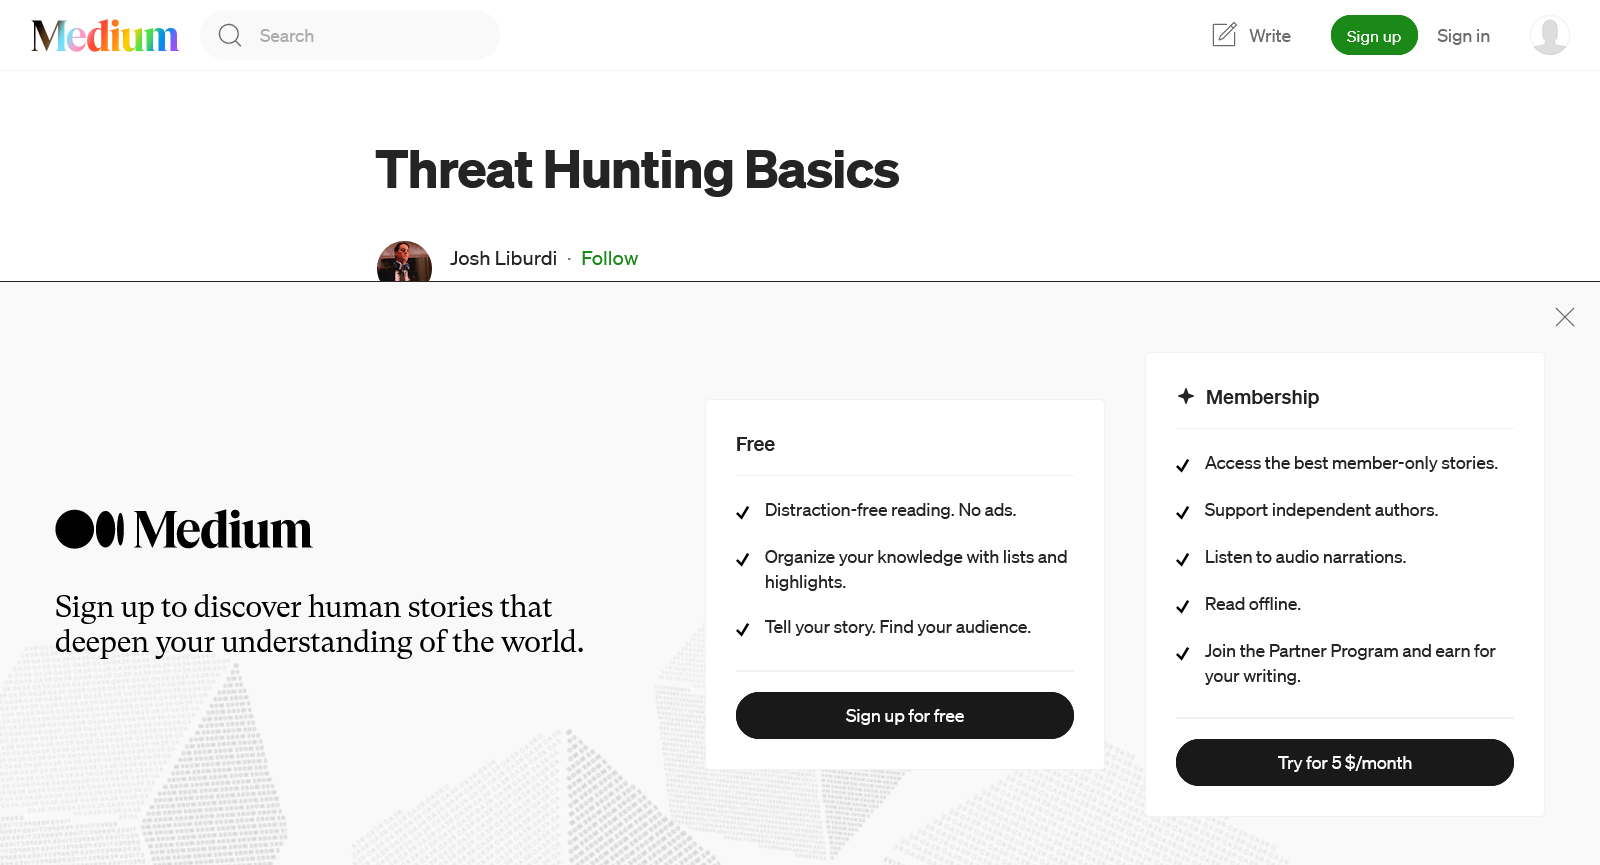 Medium
Search
Write
Sign up
Sign in
Threat Hunting Basics
Josh Liburdi · Follow
Medium
Sign up to discover human stories that
deepen your understanding of the world.
Free
Distraction-free reading. No ads.
Organize your knowledge with lists and
highlights.
Tell your story. Find your audience.
Sign up for free
Membership
Access the best member-only stories.
Support independent authors.
Listen to audio narrations.
Read offline.
Join the Partner Program and earn for
your writing.
Try for 5 $/month